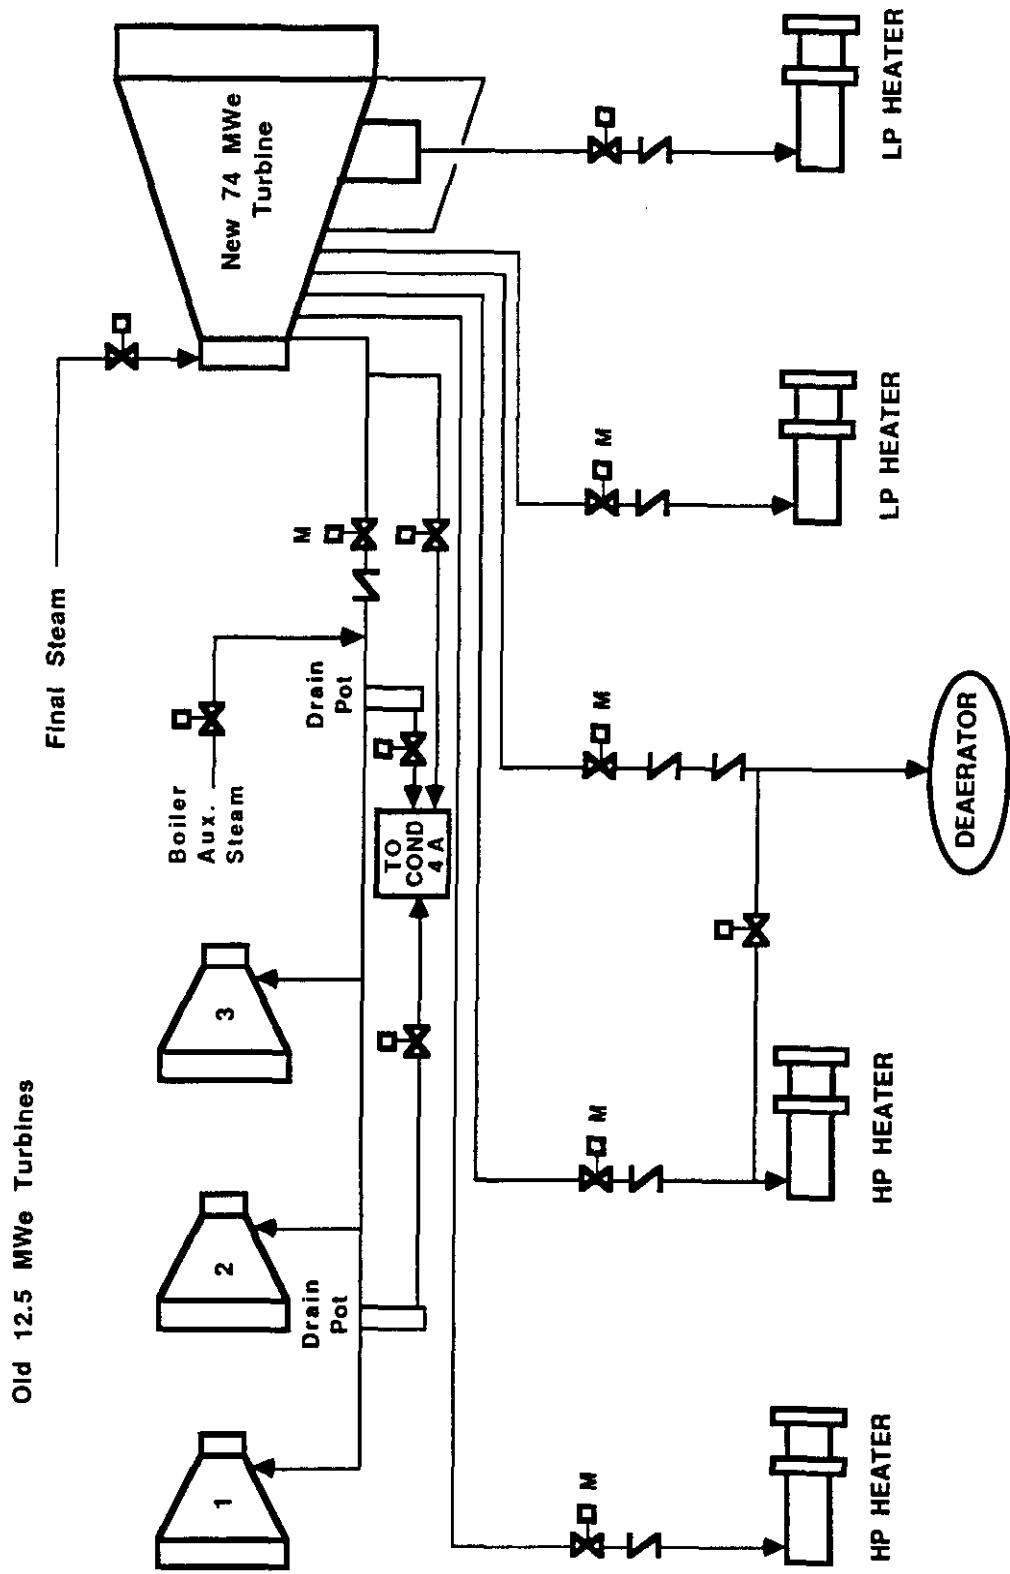 Old 12.5 MWe Turbines
Final Steam
Boiler
Aux.
Steam
New 74 MWe
Turbine
1
2
3
Drain
Pot
Drain
Pot
M
TO
COND
4 A
M
M
M
M
HP HEATER
HP HEATER
DEAERATOR
LP HEATER
LP HEATER